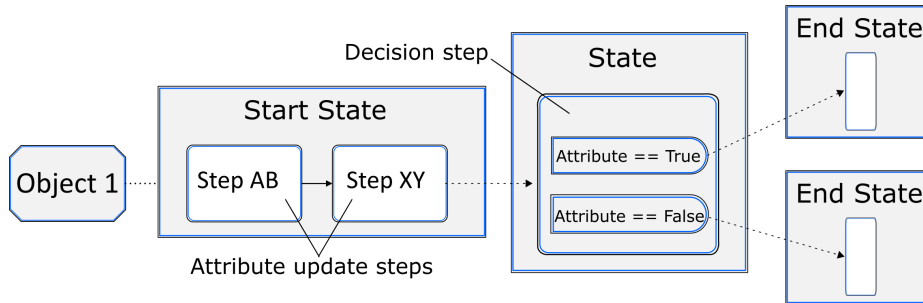 Object 1
Start State
Step AB
Step XY
Attribute update steps
Decision step
State
Attribute == True
Attribute == False
End State
End State